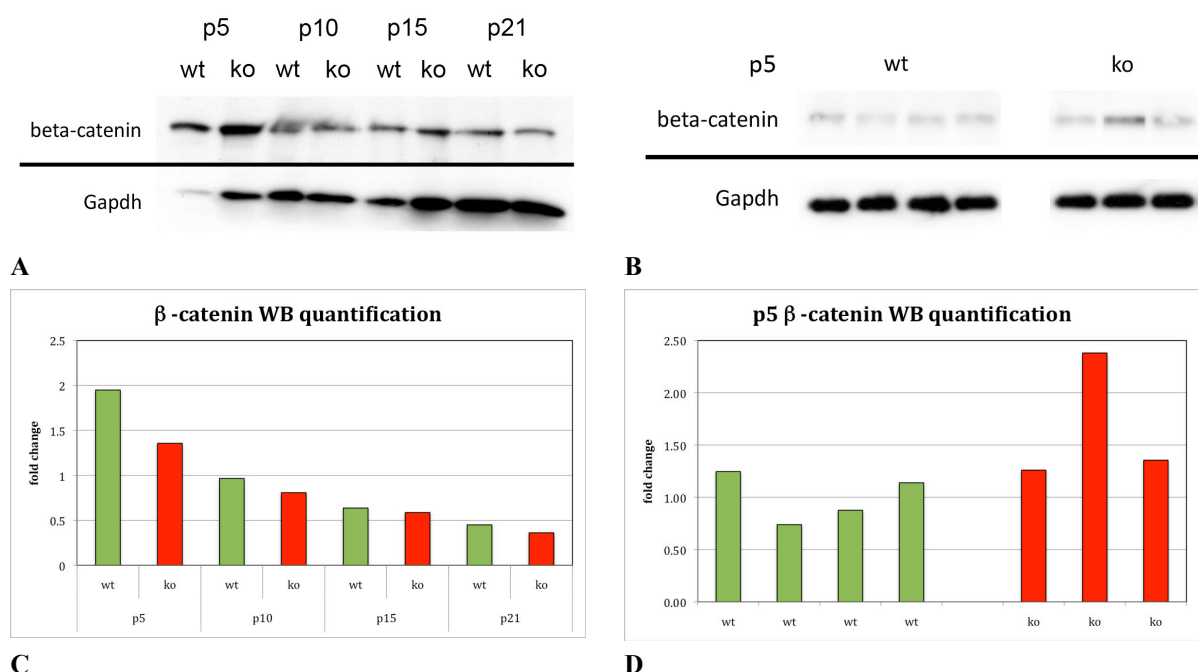 p5 p10 p15 p21
wt ko wt ko wt ko wt ko
beta-catenin
Gapdh
A
p5 wt ko
beta-catenin
Gapdh
B
β -catenin WB quantification
fold change
2.5
2
1.5
1
0.5
0
wt ko wt ko wt ko wt ko
p5 p10 p15 p21
C
p5 β -catenin WB quantification
fold change
2.50
2.00
1.50
1.00
0.50
0.00
wt wt wt wt ko ko ko
D